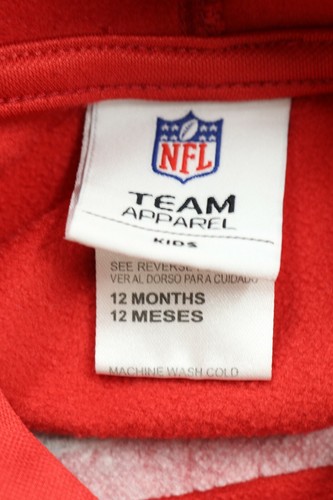 NFL
TEAM
APPAREL
KIDS
SEE REVERSE
VER AL DORSO PARA CUIDADO
12 MONTHS
12 MESES
MACHINE WASH COLD